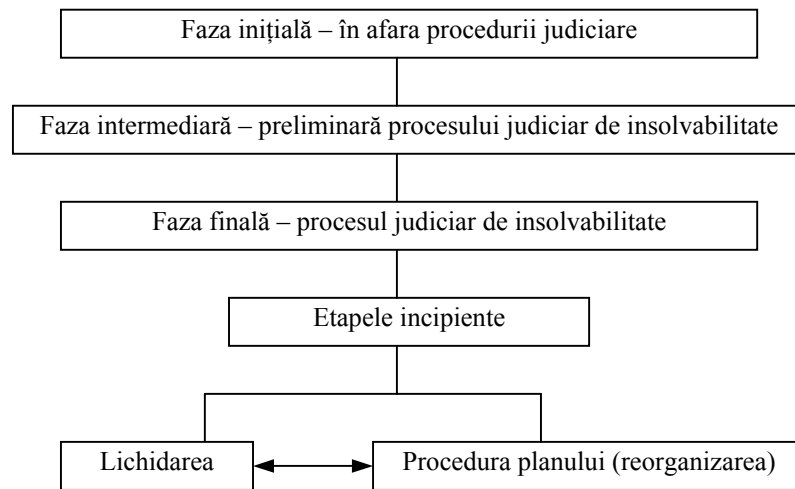 Faza inițială – în afara procedurii judiciare
Faza intermediară – preliminară procesului judiciar de insolvabilitate
Faza finală – procesul judiciar de insolvabilitate
Etapele incipiente
Lichidarea
Procedura planului (reorganizarea)